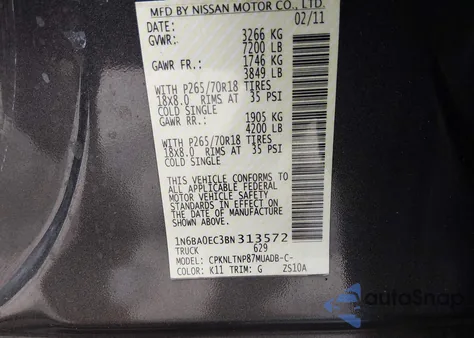 MFD BY NISSAN MOTOR CO., LTD.
DATE: 02/11
GVWR: 3266 KG
7200 LB
GAWR FR.: 1746 KG
3849 LB
WITH P265/70R18 TIRES
18X8.0 RIMS AT 35 PSI
COLD SINGLE
GAWR RR.: 1905 KG
4200 LB
WITH P265/70R18 TIRES
18X8.0 RIMS AT 35 PSI
COLD SINGLE
THIS VEHICLE CONFORMS TO
ALL APPLICABLE FEDERAL
MOTOR VEHICLE SAFETY
STANDARDS IN EFFECT ON
THE DATE OF MANUFACTURE
SHOWN ABOVE.
1N6BA0EC3BN313572
TRUCK 629
MODEL: CPKNLTNP87MUADB-C-
COLOR: K11 TRIM: G ZS10A
autoSnap